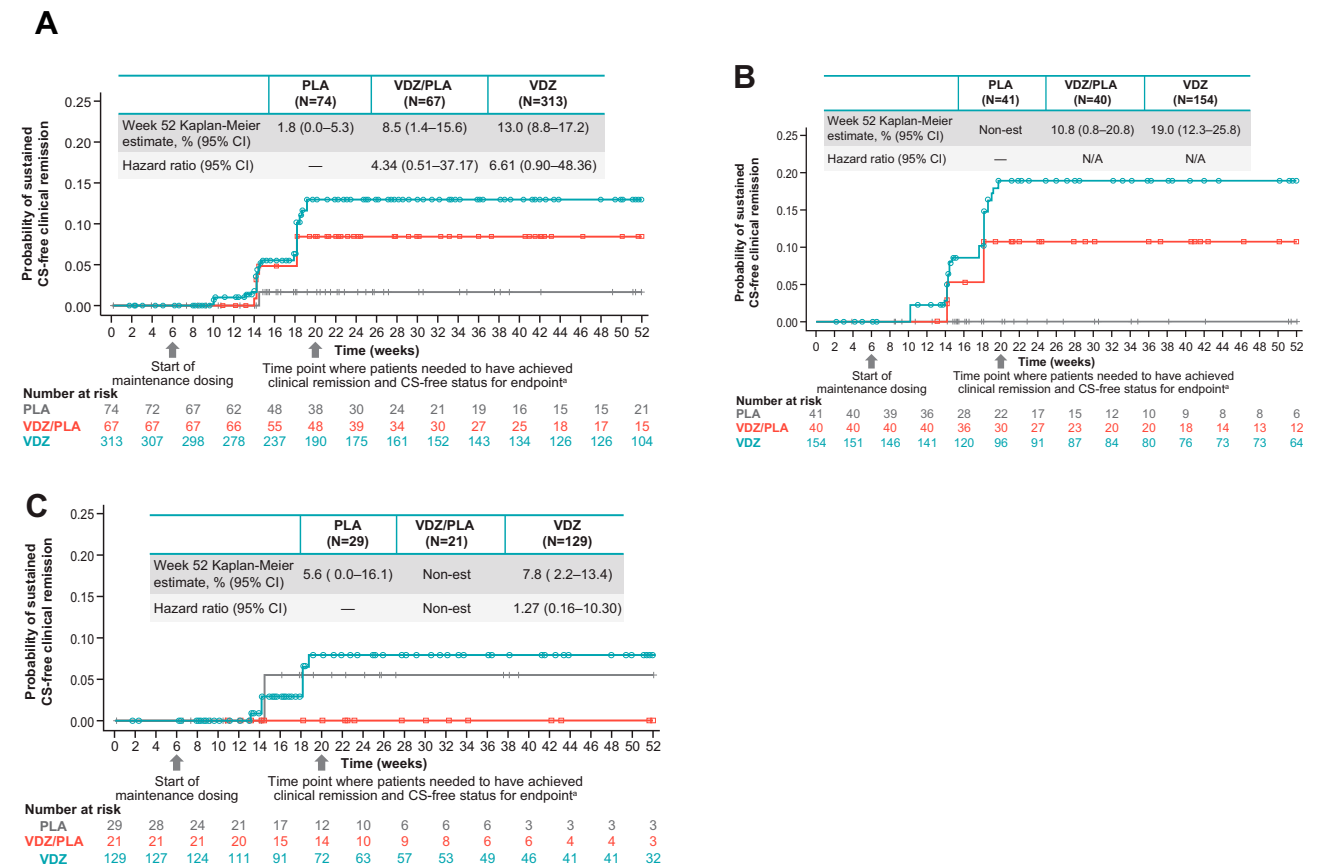 A
PLA VDZ/PLA VDZ
(N=74) (N=67) (N=313)
Week 52 Kaplan-Meier
estimate, % (95% CI) 1.8 (0.0–5.3) 8.5 (1.4–15.6) 13.0 (8.8–17.2)
Hazard ratio (95% CI) — 4.34 (0.51–37.17) 6.61 (0.90–48.36)
Probability of sustained
CS-free clinical remission
0.25
0.20
0.15
0.10
0.05
0.00
0 2 4 6 8 10 12 14 16 18 20 22 24 26 28 30 32 34 36 38 40 42 44 46 48 50 52
Time (weeks)
Start of
maintenance dosing
Time point where patients needed to have achieved
clinical remission and CS-free status for endpointᵃ
Number at risk
PLA 74 72 67 62 48 38 30 24 21 19 16 15 15 21
VDZ/PLA 67 67 67 66 55 48 39 34 30 27 25 18 17 15
VDZ 313 307 298 278 237 190 175 161 152 143 134 126 126 104
B
PLA VDZ/PLA VDZ
(N=41) (N=40) (N=154)
Week 52 Kaplan-Meier
estimate, % (95% CI) Non-est 10.8 (0.8–20.8) 19.0 (12.3–25.8)
Hazard ratio (95% CI) — N/A N/A
Probability of sustained
CS-free clinical remission
0.25
0.20
0.15
0.10
0.05
0.00
0 2 4 6 8 10 12 14 16 18 20 22 24 26 28 30 32 34 36 38 40 42 44 46 48 50 52
Time (weeks)
Start of
maintenance dosing
Time point where patients needed to have achieved
clinical remission and CS-free status for endpointᵃ
Number at risk
PLA 41 40 39 36 28 22 17 15 12 10 9 8 8 6
VDZ/PLA 40 40 40 40 36 30 27 23 20 20 18 14 13 12
VDZ 154 151 146 141 120 96 91 87 84 80 76 73 73 64
C
PLA VDZ/PLA VDZ
(N=29) (N=21) (N=129)
Week 52 Kaplan-Meier
estimate, % (95% CI) 5.6 ( 0.0–16.1) Non-est 7.8 ( 2.2–13.4)
Hazard ratio (95% CI) — Non-est 1.27 (0.16–10.30)
Probability of sustained
CS-free clinical remission
0.25
0.20
0.15
0.10
0.05
0.00
0 2 4 6 8 10 12 14 16 18 20 22 24 26 28 30 32 34 36 38 40 42 44 46 48 50 52
Time (weeks)
Start of
maintenance dosing
Time point where patients needed to have achieved
clinical remission and CS-free status for endpointᵃ
Number at risk
PLA 29 28 24 21 17 12 10 6 6 6 3 3 3 3
VDZ/PLA 21 21 21 20 15 14 10 9 8 6 6 4 4 3
VDZ 129 127 124 111 91 72 63 57 53 49 46 41 41 32